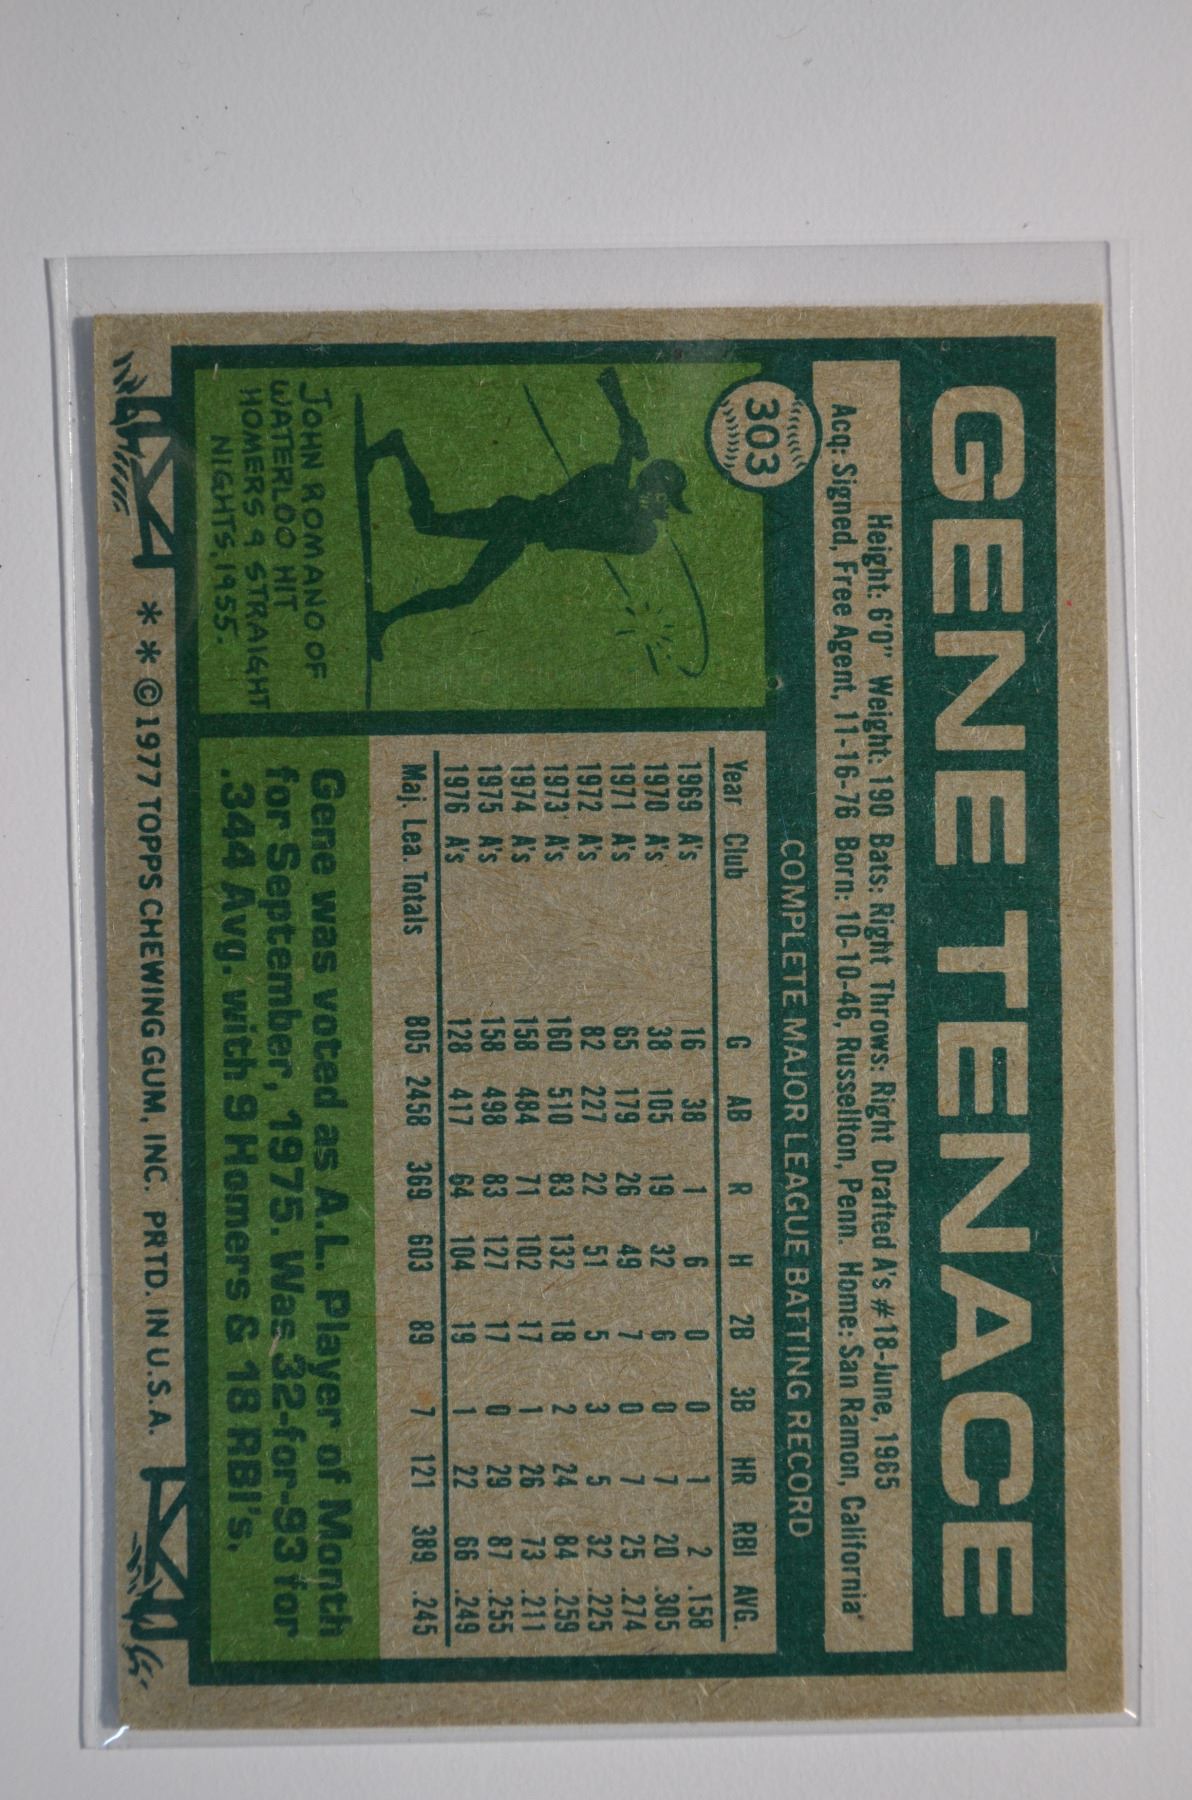 GENE TENACE
303
Height: 6'0" Weight: 190 Bats: Right Throws: Right Drafted A's #18-June, 1965
Acq: Signed, Free Agent, 11-16-76 Born: 10-10-46, Russellton, Penn. Home: San Ramon, California
COMPLETE MAJOR LEAGUE BATTING RECORD
Year Club G AB R H 2B 3B HR RBI AVG.
1969 A's 16 38 1 6 0 0 1 2 .158
1970 A's 38 105 19 32 6 0 7 20 .305
1971 A's 65 179 26 49 7 0 7 25 .274
1972 A's 82 227 22 51 5 3 5 32 .225
1973 A's 160 510 83 132 18 2 24 84 .259
1974 A's 158 484 71 102 17 1 26 73 .211
1975 A's 158 498 83 127 17 0 29 87 .255
1976 A's 128 417 64 104 19 1 22 66 .249
Maj. Lea. Totals 805 2458 369 603 89 7 121 389 .245
JOHN ROMANO OF
WATERLOO HIT
HOMERS 9 STRAIGHT
NIGHTS, 1955.
Gene was voted as A.L. Player of Month
for September, 1975. Was 32-for-93 for
.344 Avg. with 9 Homers & 18 RBI's.
* * ©1977 TOPPS CHEWING GUM, INC. PRTD. IN U.S.A.